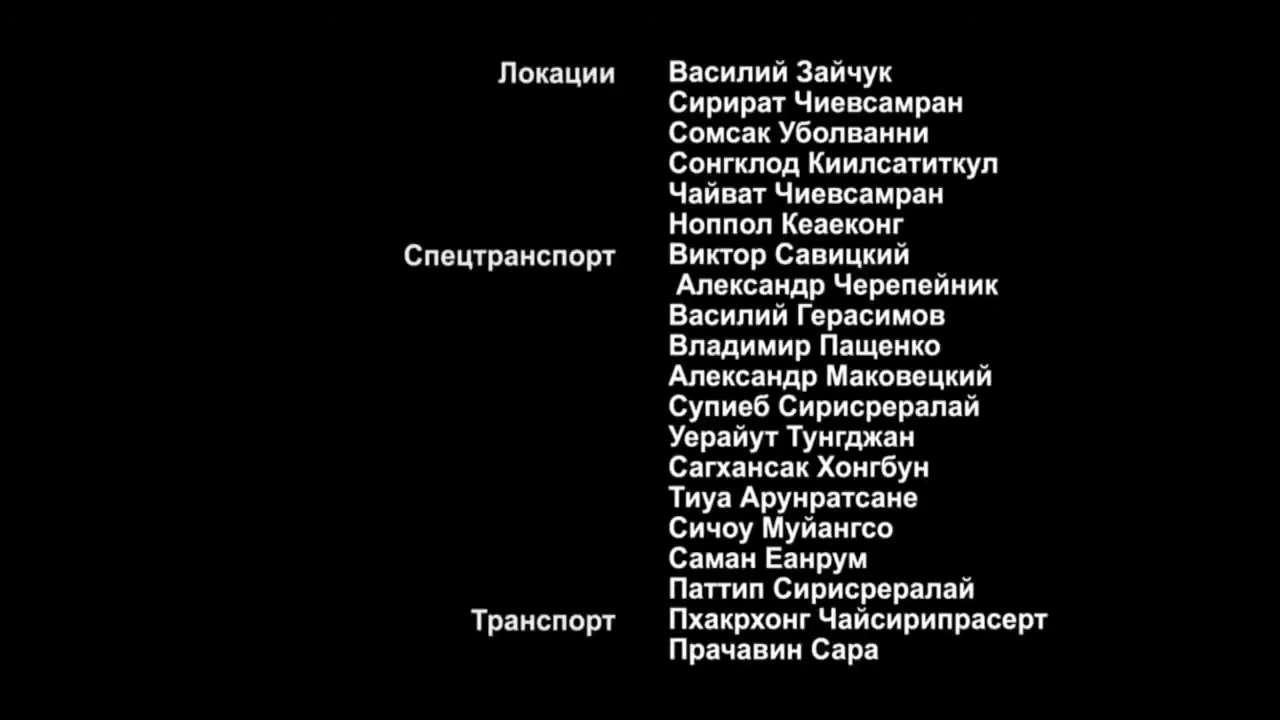 Локации Василий Зайчук
Сирират Чиевсамран
Сомсак Уболванни
Сонгклод Киилсатиткул
Чайват Чиевсамран
Ноппол Кеаеконг
Спецтранспорт Виктор Савицкий
Александр Черепейник
Василий Герасимов
Владимир Пащенко
Александр Маковецкий
Супиеб Сирисрералай
Уерайут Тунгджан
Сагхансак Хонгбун
Тиуа Арунратсане
Сичоу Муйангсо
Саман Еанрум
Паттип Сирисрералай
Транспорт Пхакрхонг Чайсирипрасерт
Прачавин Сара